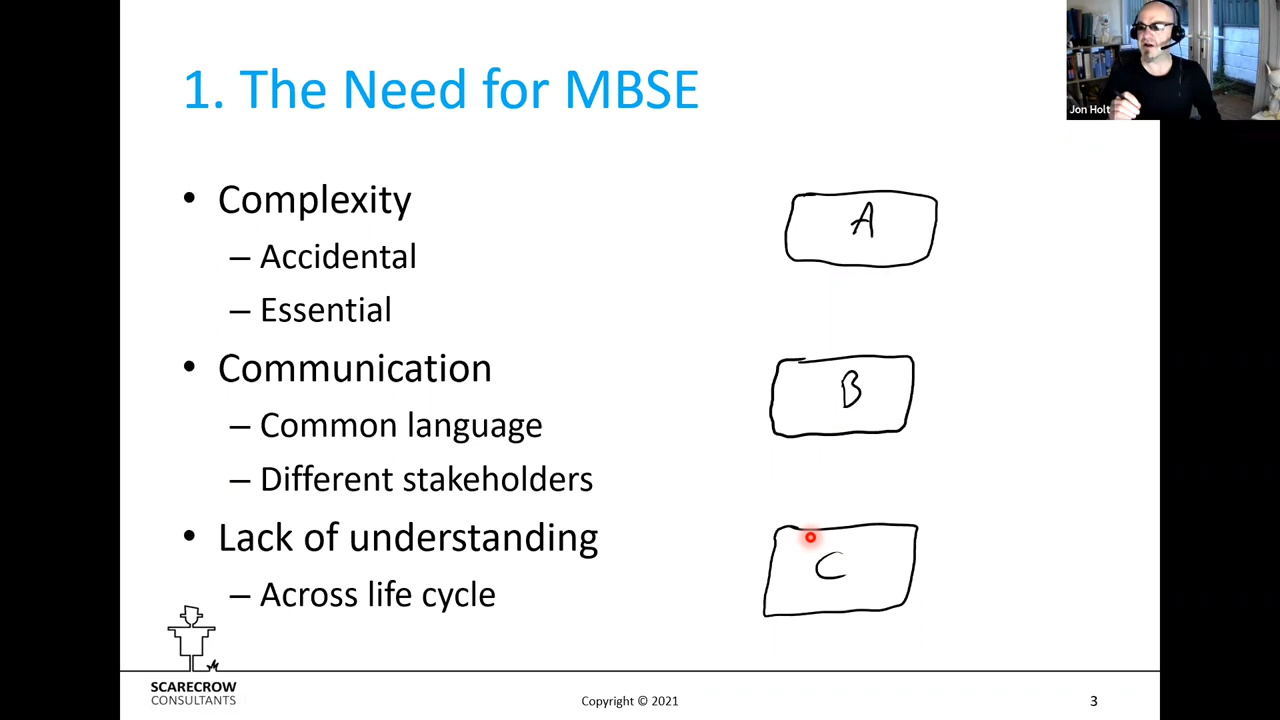 1. The Need for MBSE
Jon Holt
• Complexity
– Accidental
– Essential
• Communication
– Common language
– Different stakeholders
• Lack of understanding
– Across life cycle
A
B
C
SCARECROW
CONSULTANTS
Copyright © 2021
3